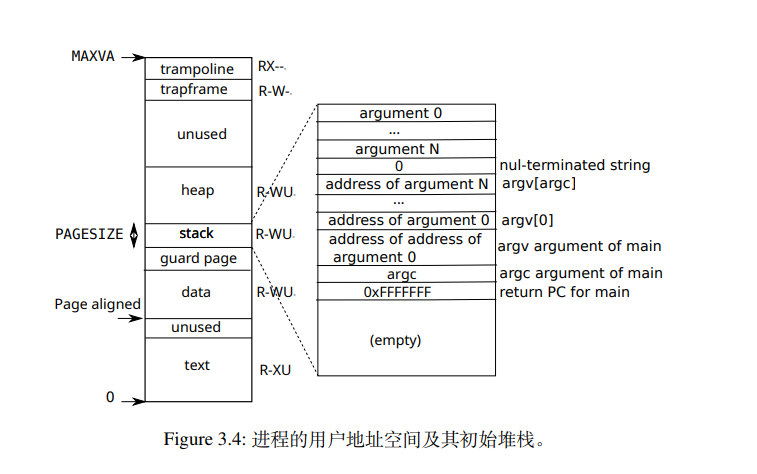 MAXVA
trampoline RX--
trapframe R-W-
unused
heap R-WU
PAGESIZE stack R-WU
guard page
data R-WU
Page aligned
unused
text R-XU
0
argument 0
...
argument N
0 nul-terminated string
address of argument N argv[argc]
...
address of argument 0 argv[0]
address of address of
argument 0 argv argument of main
argc argc argument of main
0xFFFFFFF return PC for main
(empty)
Figure 3.4: 进程的用户地址空间及其初始堆栈。